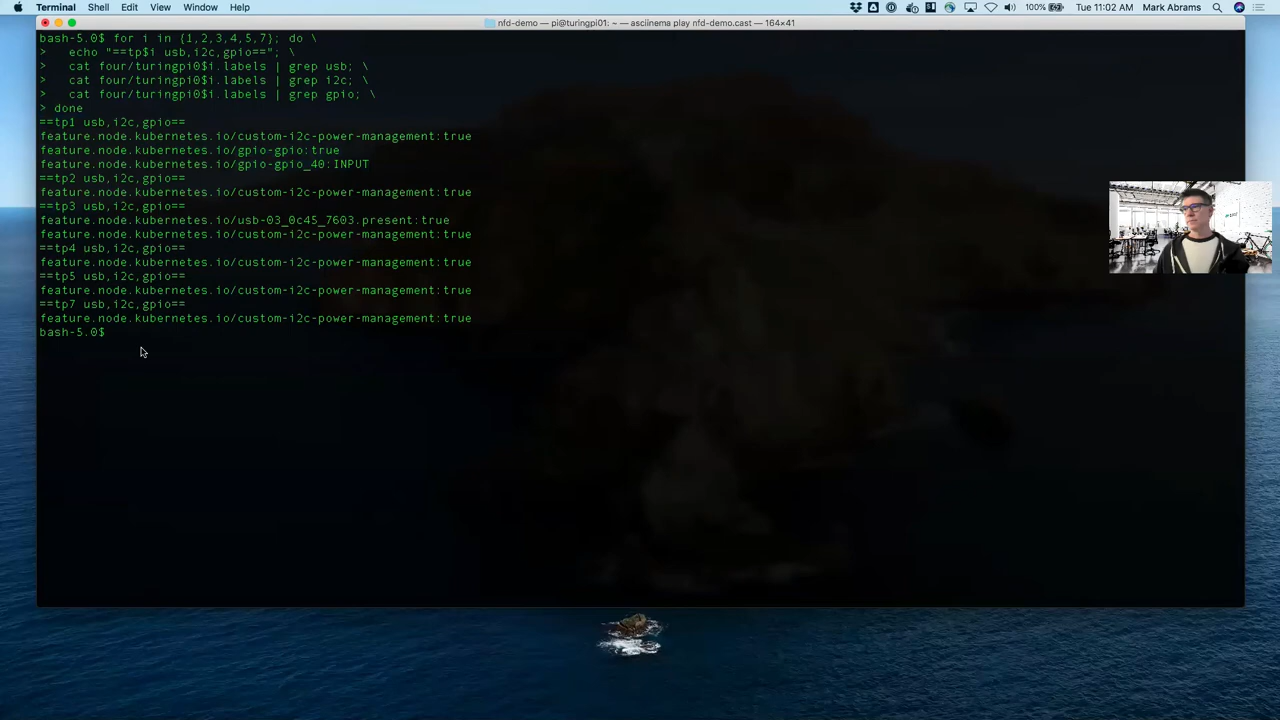 Terminal Shell Edit View Window Help 100% Tue 11:02 AM Mark Abrams
nfd-demo — pi@turingpi01: ~ — asciinema play nfd-demo.cast — 164×41
bash-5.0$ for i in {1,2,3,4,5,7}; do \
>   echo "==tp$i usb,i2c,gpio=="; \
>   cat four/turingpi0$i.labels | grep usb; \
>   cat four/turingpi0$i.labels | grep i2c; \
>   cat four/turingpi0$i.labels | grep gpio; \
> done
==tp1 usb,i2c,gpio==
feature.node.kubernetes.io/custom-i2c-power-management:true
feature.node.kubernetes.io/gpio-gpio:true
feature.node.kubernetes.io/gpio-gpio_40:INPUT
==tp2 usb,i2c,gpio==
feature.node.kubernetes.io/custom-i2c-power-management:true
==tp3 usb,i2c,gpio==
feature.node.kubernetes.io/usb-03_0c45_7603.present:true
feature.node.kubernetes.io/custom-i2c-power-management:true
==tp4 usb,i2c,gpio==
feature.node.kubernetes.io/custom-i2c-power-management:true
==tp5 usb,i2c,gpio==
feature.node.kubernetes.io/custom-i2c-power-management:true
==tp7 usb,i2c,gpio==
feature.node.kubernetes.io/custom-i2c-power-management:true
bash-5.0$